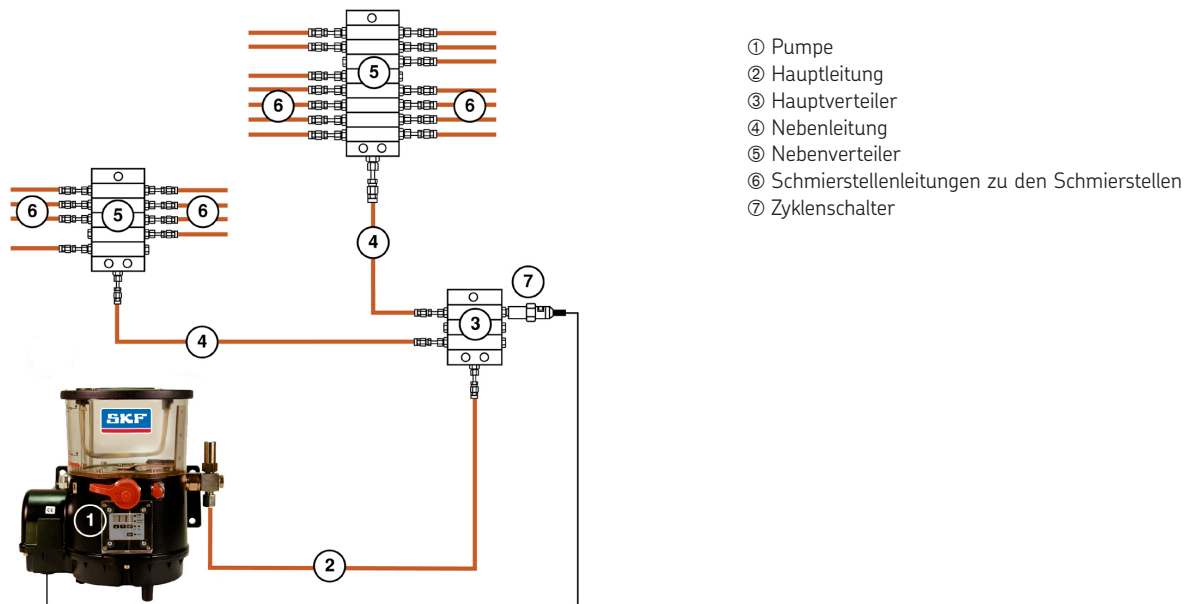 5
6
6
6
5
6
4
7
3
4
SKF
1
2
① Pumpe
② Hauptleitung
③ Hauptverteiler
④ Nebenleitung
⑤ Nebenverteiler
⑥ Schmierstellenleitungen zu den Schmierstellen
⑦ Zyklenschalter